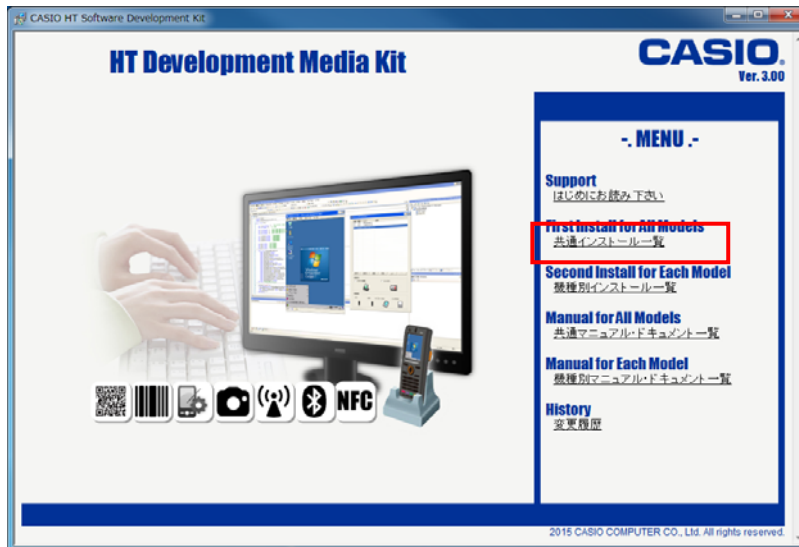 CASIO HT Software Development Kit
HT Development Media Kit
CASIO.
Ver. 3.00
-. MENU .-
Support
はじめにお読み下さい
First Install for All Models
共通インストール一覧
Second Install for Each Model
機種別インストール一覧
Manual for All Models
共通マニュアル・ドキュメント一覧
Manual for Each Model
機種別マニュアル・ドキュメント一覧
History
変更履歴
NFC
2015 CASIO COMPUTER CO., Ltd. All rights reserved.